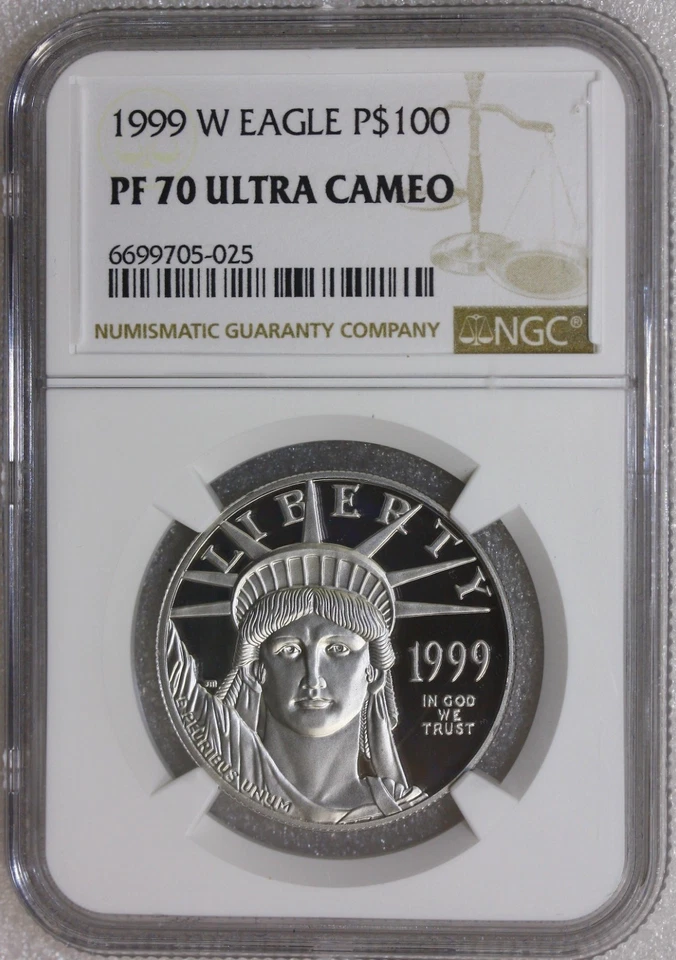 1999 W EAGLE P$100
PF 70 ULTRA CAMEO
6699705-025
NUMISMATIC GUARANTY COMPANY
NGC®
LIBERTY
1999
IN GOD
WE
TRUST
E PLURIBUS UNUM